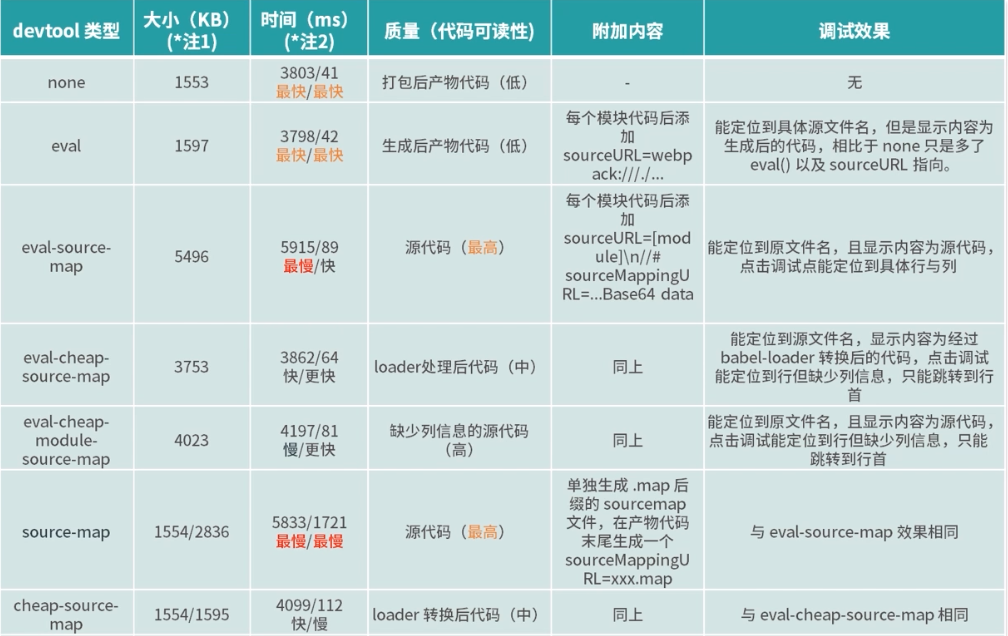 devtool 类型
大小（KB）
(*注1)
时间（ms）
(*注2)
质量（代码可读性）
附加内容
调试效果
none
1553
3803/41
最快/最快
打包后产物代码（低）
-
无
eval
1597
3798/42
最快/最快
生成后产物代码（低）
每个模块代码后添
加
sourceURL=webp
ack:///./...
能定位到具体源文件名，但是显示内容为
生成后的代码，相比于 none 只是多了
eval() 以及 sourceURL 指向。
eval-source-
map
5496
5915/89
最慢/快
源代码（最高）
每个模块代码后添
加
sourceURL=[mod
ule]\n//#
sourceMappingU
RL=...Base64 data
能定位到原文件名，且显示内容为源代码，
点击调试点能定位到具体行与列
eval-cheap-
source-map
3753
3862/64
快/更快
loader处理后代码（中）
同上
能定位到源文件名，显示内容为经过
babel-loader 转换后的代码，点击调试
能定位到行但缺少列信息，只能跳转到行
首
eval-cheap-
module-
source-map
4023
4197/81
慢/更快
缺少列信息的源代码
（高）
同上
能定位到原文件名，且显示内容为源代码，
点击调试能定位到行但缺少列信息，只能
跳转到行首
source-map
1554/2836
5833/1721
最慢/最慢
源代码（最高）
单独生成 .map 后
缀的 sourcemap
文件，在产物代码
末尾生成一个
sourceMappingU
RL=xxx.map
与 eval-source-map 效果相同
cheap-source-
map
1554/1595
4099/112
快/慢
loader 转换后代码（中）
同上
与 eval-cheap-source-map 相同